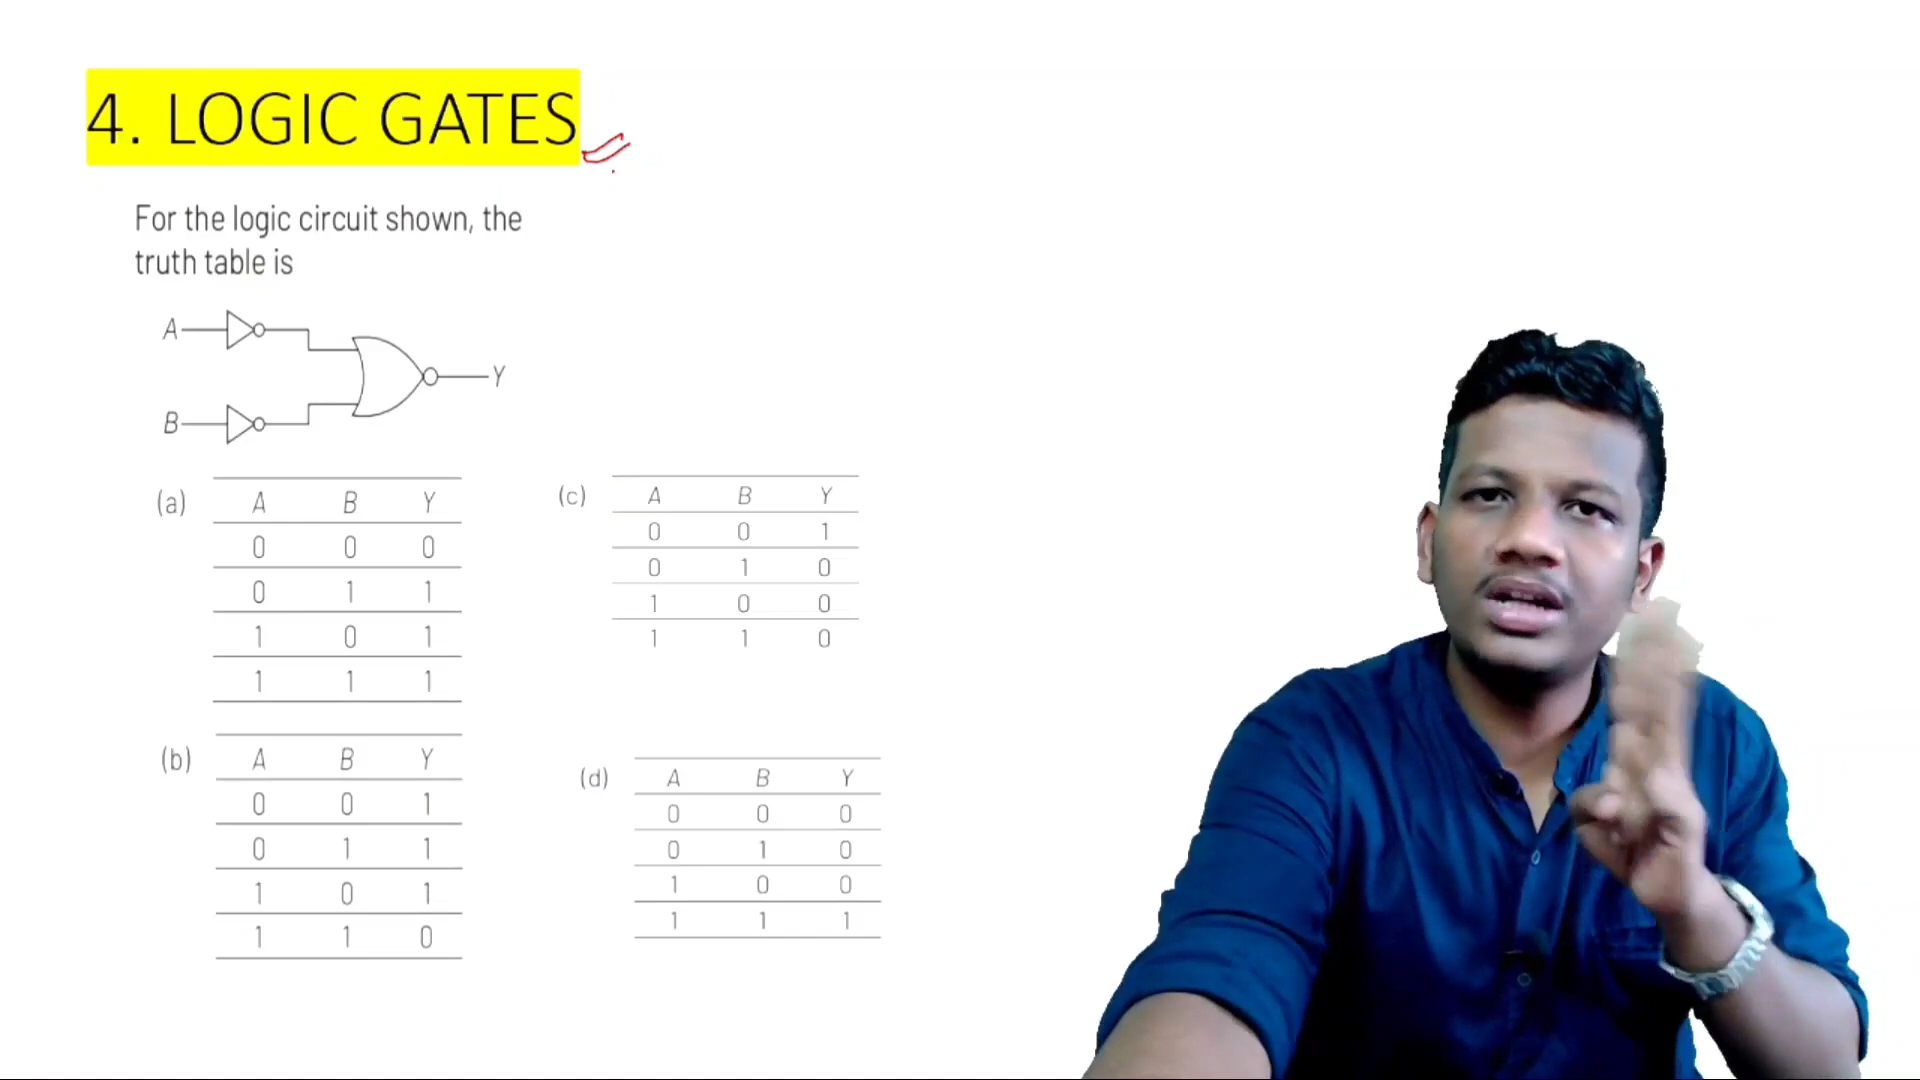 4. LOGIC GATES
For the logic circuit shown, the
truth table is
A
Y
B
(a) A B Y
0 0 0
0 1 1
1 0 1
1 1 1
(b) A B Y
0 0 1
0 1 1
1 0 1
1 1 0
(c) A B Y
0 0 1
0 1 0
1 0 0
1 1 0
(d) A B Y
0 0 0
0 1 0
1 0 0
1 1 1